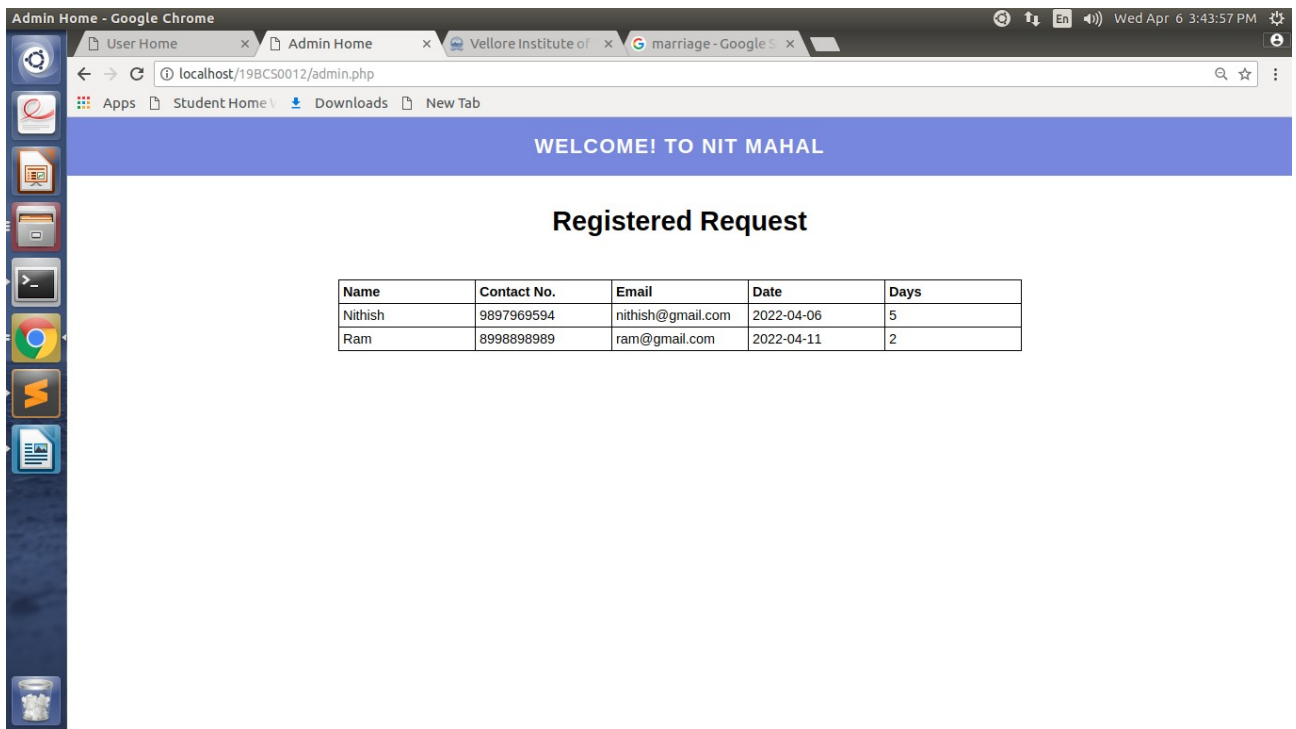 Admin Home - Google Chrome
En
Wed Apr 6 3:43:57 PM
User Home
Admin Home
Vellore Institute of
marriage - Google S
localhost/19BCS0012/admin.php
Apps
Student Home
Downloads
New Tab
WELCOME! TO NIT MAHAL
Registered Request
Name Contact No. Email Date Days
Nithish 9897969594 nithish@gmail.com 2022-04-06 5
Ram 8998898989 ram@gmail.com 2022-04-11 2